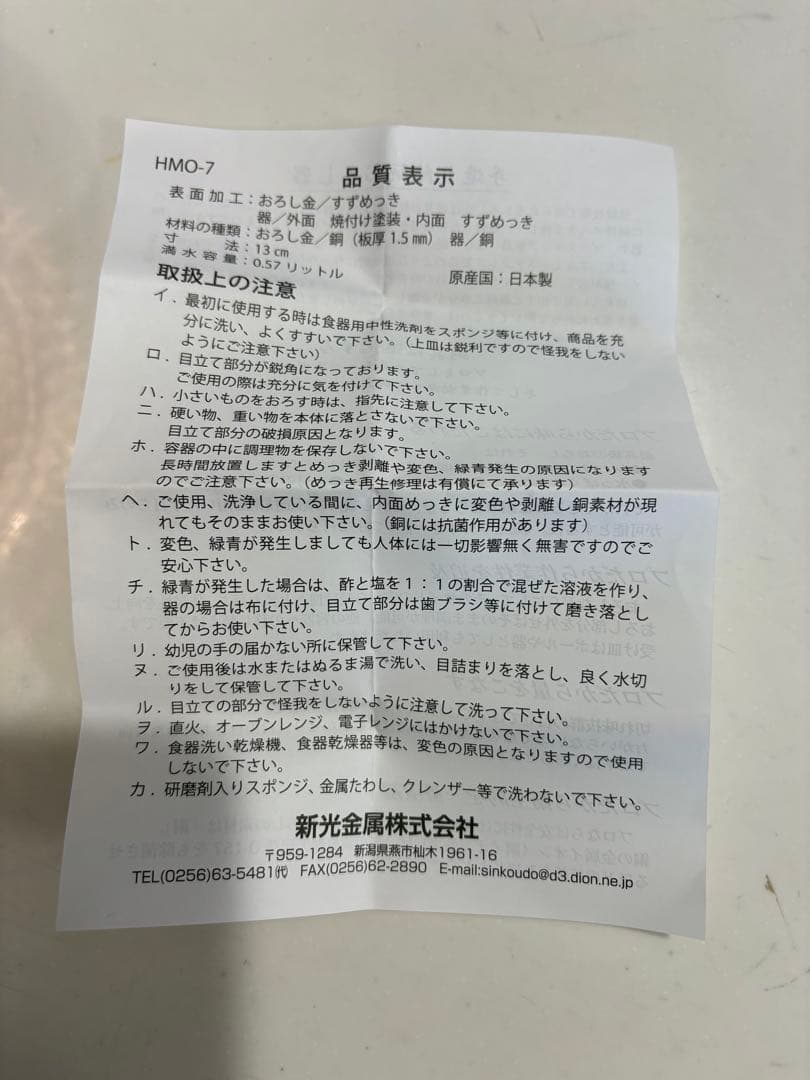 HMO-7
品質表示
表面加工：おろし金／すずめっき
器／外面　焼付け塗装・内面　すずめっき
材料の種類：おろし金／銅（板厚1.5㎜）　器／銅
寸　　　法：13㎝
満水容量：0.57リットル
原産国：日本製
取扱上の注意
イ．最初に使用する時は食器用中性洗剤をスポンジ等に付け、商品を充
分に洗い、よくすすいで下さい。（上皿は鋭利ですので怪我をしない
ようにご注意下さい）
ロ．目立て部分が鋭角になっております。
ご使用の際は充分に気を付けて下さい。
ハ．小さいものをおろす時は、指先に注意して下さい。
ニ．硬い物、重い物を本体に落とさないで下さい。
目立て部分の破損原因となります。
ホ．容器の中に調理物を保存しないで下さい。
長時間放置しますとめっき剥離や変色、緑青発生の原因になります
のでご注意下さい。（めっき再生修理は有償にて承ります）
ヘ．ご使用、洗浄している間に、内面めっきに変色や剥離し銅素材が現
れてもそのままお使い下さい。（銅には抗菌作用があります）
ト．変色、緑青が発生しましても人体には一切影響無く無害ですのでご
安心下さい。
チ．緑青が発生した場合は、酢と塩を１：１の割合で混ぜた溶液を作り、
器の場合は布に付け、目立て部分は歯ブラシ等に付けて磨き落とし
てからお使い下さい。
リ．幼児の手の届かない所に保管して下さい。
ヌ．ご使用後は水またはぬるま湯で洗い、目詰まりを落とし、良く水切
りをして保管して下さい。
ル．目立ての部分で怪我をしないように注意して洗って下さい。
ヲ．直火、オーブンレンジ、電子レンジにはかけないで下さい。
ワ．食器洗い乾燥機、食器乾燥器等は、変色の原因となりますので使用
しないで下さい。
カ．研磨剤入りスポンジ、金属たわし、クレンザー等で洗わないで下さい。
新光金属株式会社
〒959-1284　新潟県燕市杣木1961-16
TEL(0256)63-5481㈹　FAX(0256)62-2890　E-mail:sinkoudo@d3.dion.ne.jp